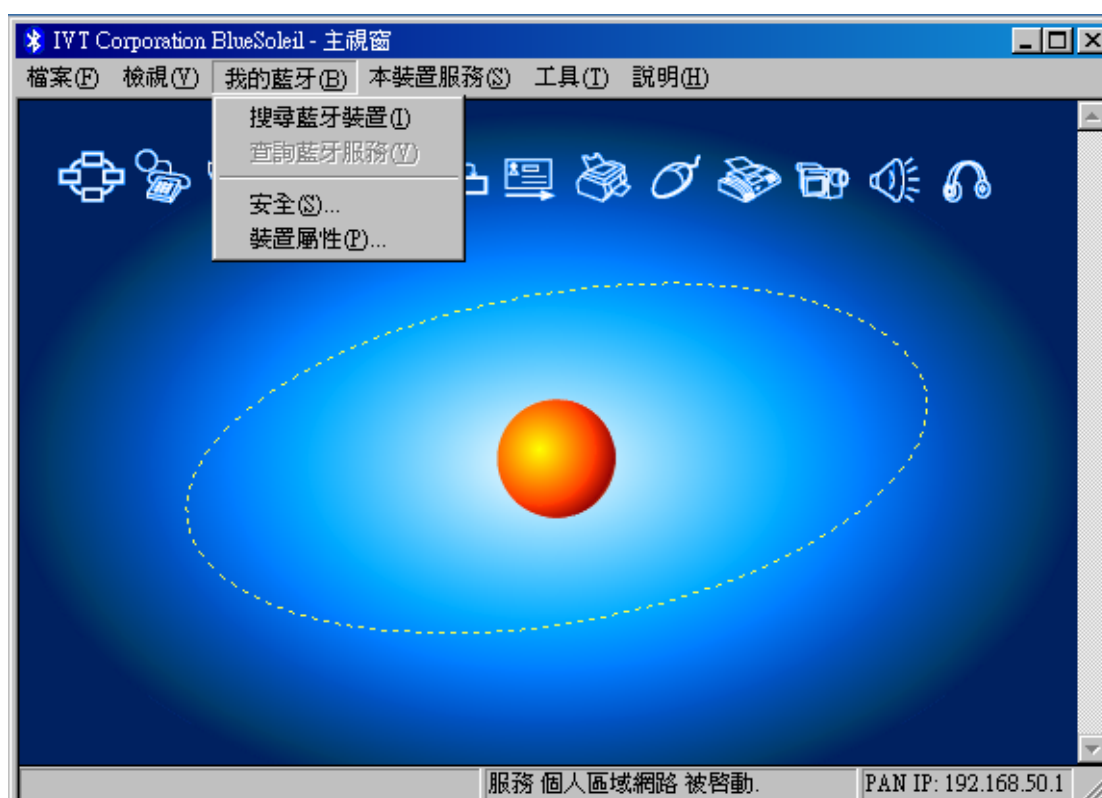 IVT Corporation BlueSoleil - 主視窗
檔案(F) 檢視(V) 我的藍牙(B) 本裝置服務(S) 工具(T) 說明(H)
搜尋藍牙裝置(I)
查詢藍牙服務(V)
安全(S)...
裝置屬性(P)...
服務 個人區域網路 被啓動. PAN IP: 192.168.50.1